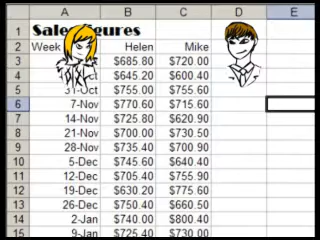 A B C D E
1 Sales figures
2 Week Helen Mike
3 $685.80 $720.00
4 Oct $645.20 $600.40
5 31-Oct $755.00 $755.60
6 7-Nov $770.60 $715.60
7 14-Nov $725.80 $620.90
8 21-Nov $700.00 $730.50
9 28-Nov $735.40 $700.90
10 5-Dec $745.60 $640.40
11 12-Dec $705.40 $755.90
12 19-Dec $630.20 $775.60
13 26-Dec $750.40 $660.50
14 2-Jan $740.00 $800.40
15 9-Jan $725.40 $730.00